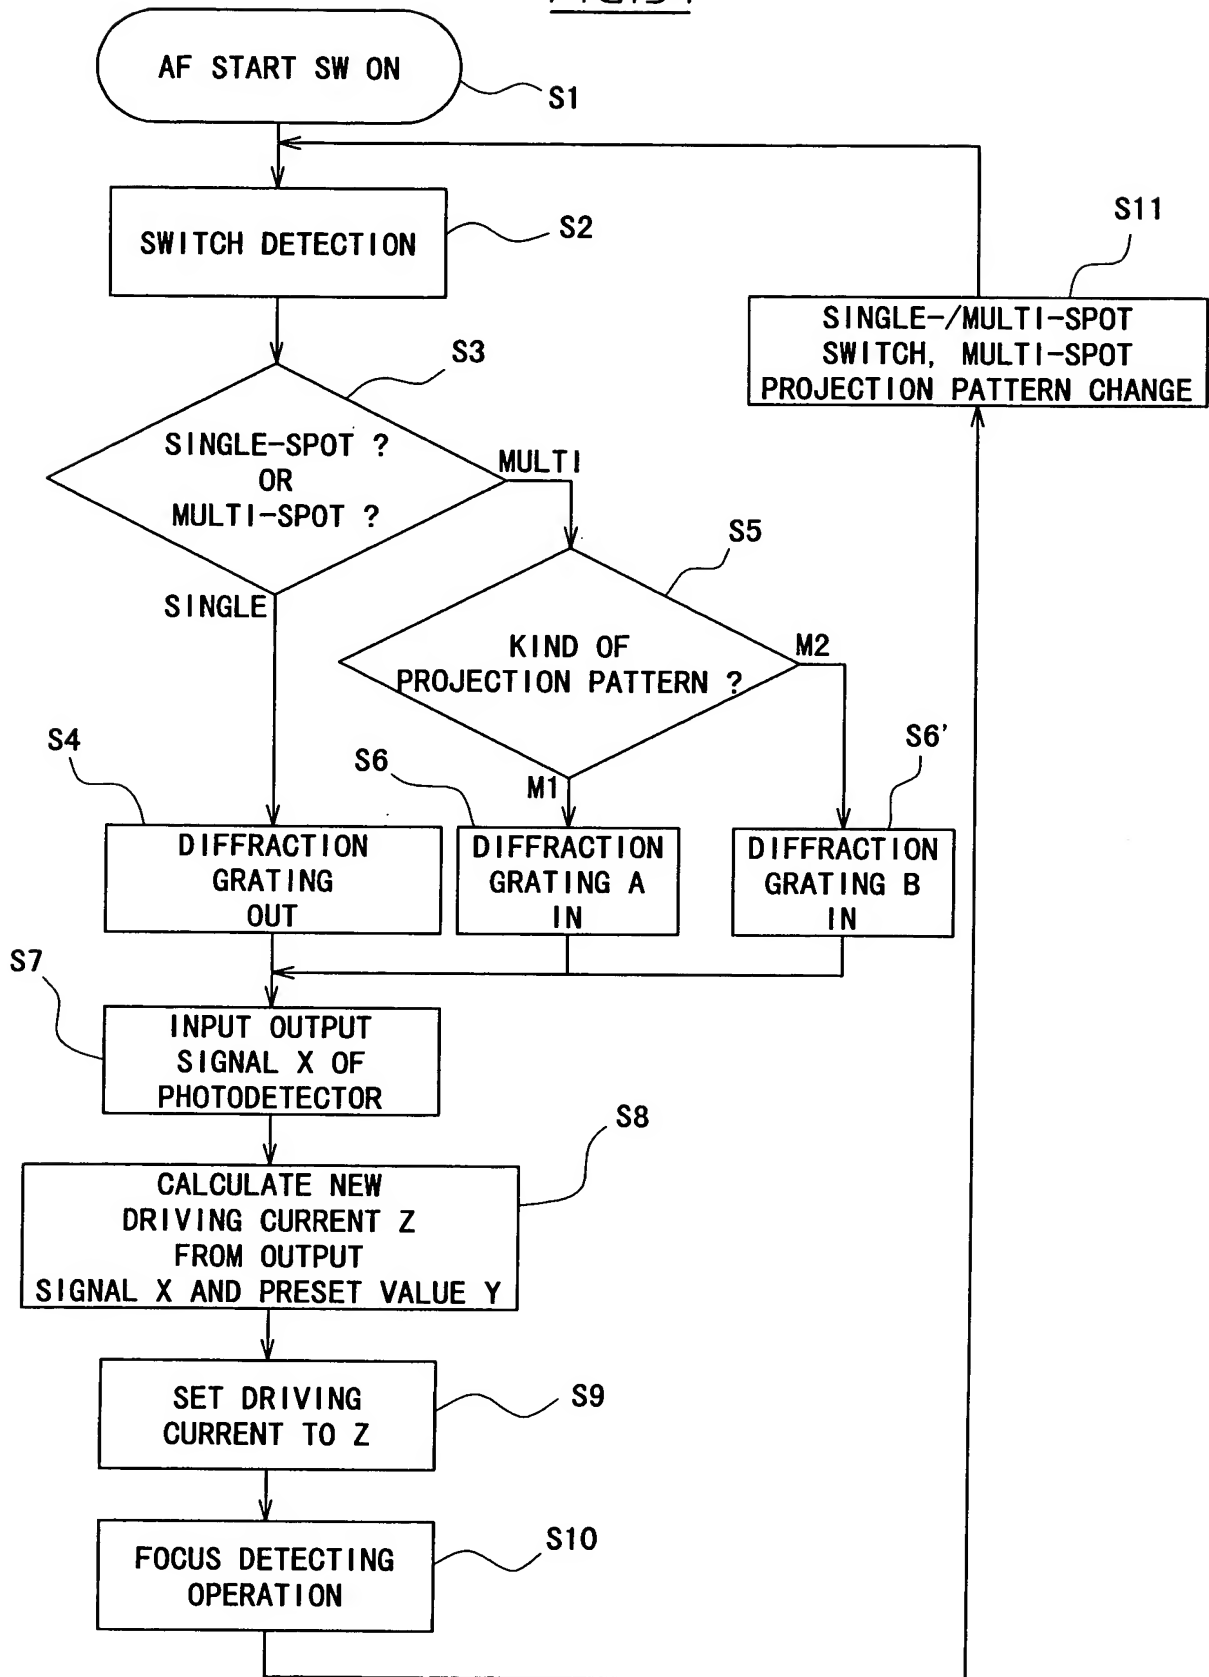 AF START SW ON
S1
SWITCH DETECTION
S2
S11
SINGLE-/MULTI-SPOT
SWITCH, MULTI-SPOT
PROJECTION PATTERN CHANGE
S3
SINGLE-SPOT ?
OR
MULTI-SPOT ?
MULTI
SINGLE
S5
KIND OF
PROJECTION PATTERN ?
M2
M1
S4
DIFFRACTION
GRATING
OUT
S6
DIFFRACTION
GRATING A
IN
S6'
DIFFRACTION
GRATING B
IN
S7
INPUT OUTPUT
SIGNAL X OF
PHOTODETECTOR
S8
CALCULATE NEW
DRIVING CURRENT Z
FROM OUTPUT
SIGNAL X AND PRESET VALUE Y
S9
SET DRIVING
CURRENT TO Z
S10
FOCUS DETECTING
OPERATION